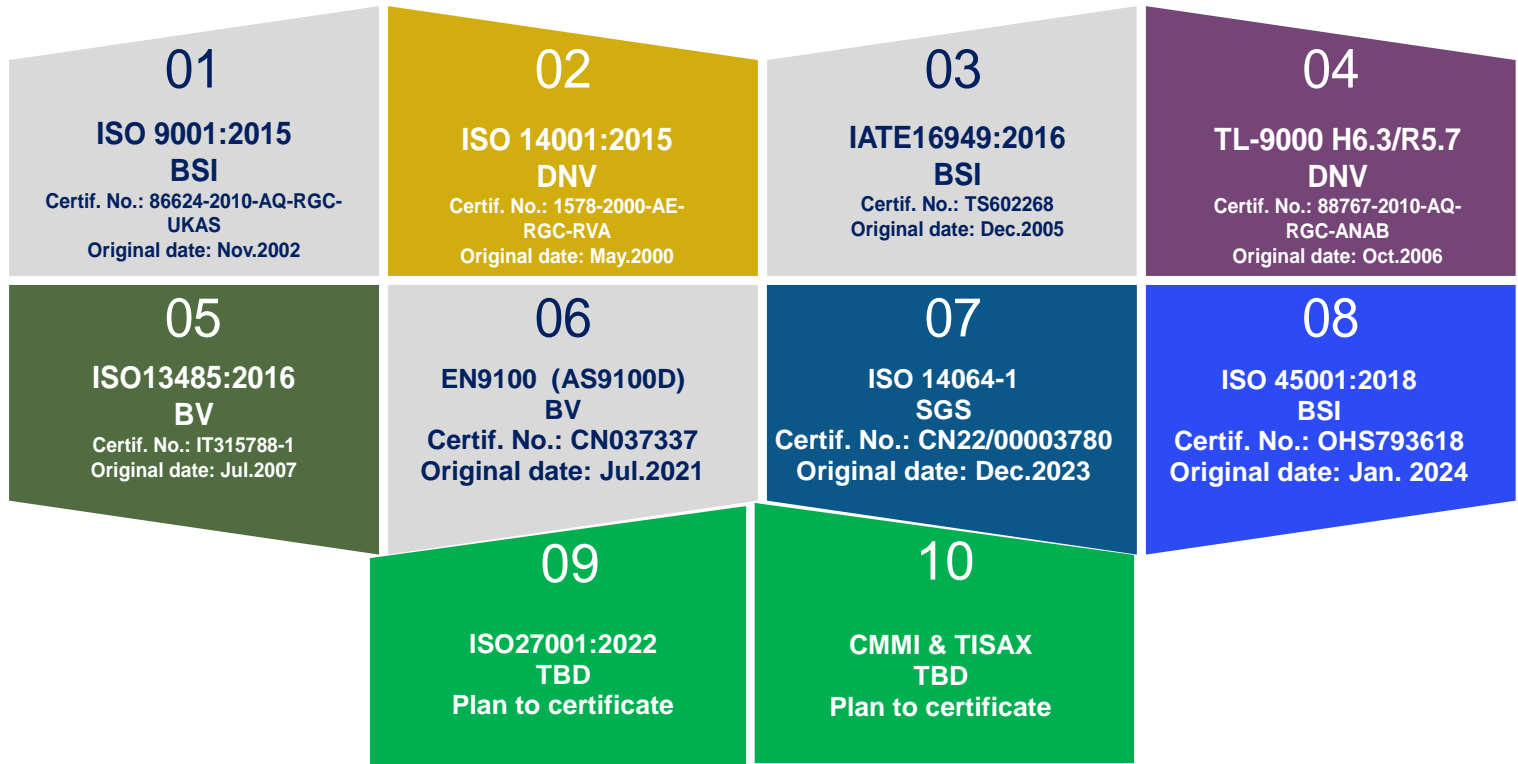 01
ISO 9001:2015
BSI
Certif. No.: 86624-2010-AQ-RGC-
UKAS
Original date: Nov.2002
02
ISO 14001:2015
DNV
Certif. No.: 1578-2000-AE-
RGC-RVA
Original date: May.2000
03
IATE16949:2016
BSI
Certif. No.: TS602268
Original date: Dec.2005
04
TL-9000 H6.3/R5.7
DNV
Certif. No.: 88767-2010-AQ-
RGC-ANAB
Original date: Oct.2006
05
ISO13485:2016
BV
Certif. No.: IT315788-1
Original date: Jul.2007
06
EN9100 (AS9100D)
BV
Certif. No.: CN037337
Original date: Jul.2021
07
ISO 14064-1
SGS
Certif. No.: CN22/00003780
Original date: Dec.2023
08
ISO 45001:2018
BSI
Certif. No.: OHS793618
Original date: Jan. 2024
09
ISO27001:2022
TBD
Plan to certificate
10
CMMI & TISAX
TBD
Plan to certificate